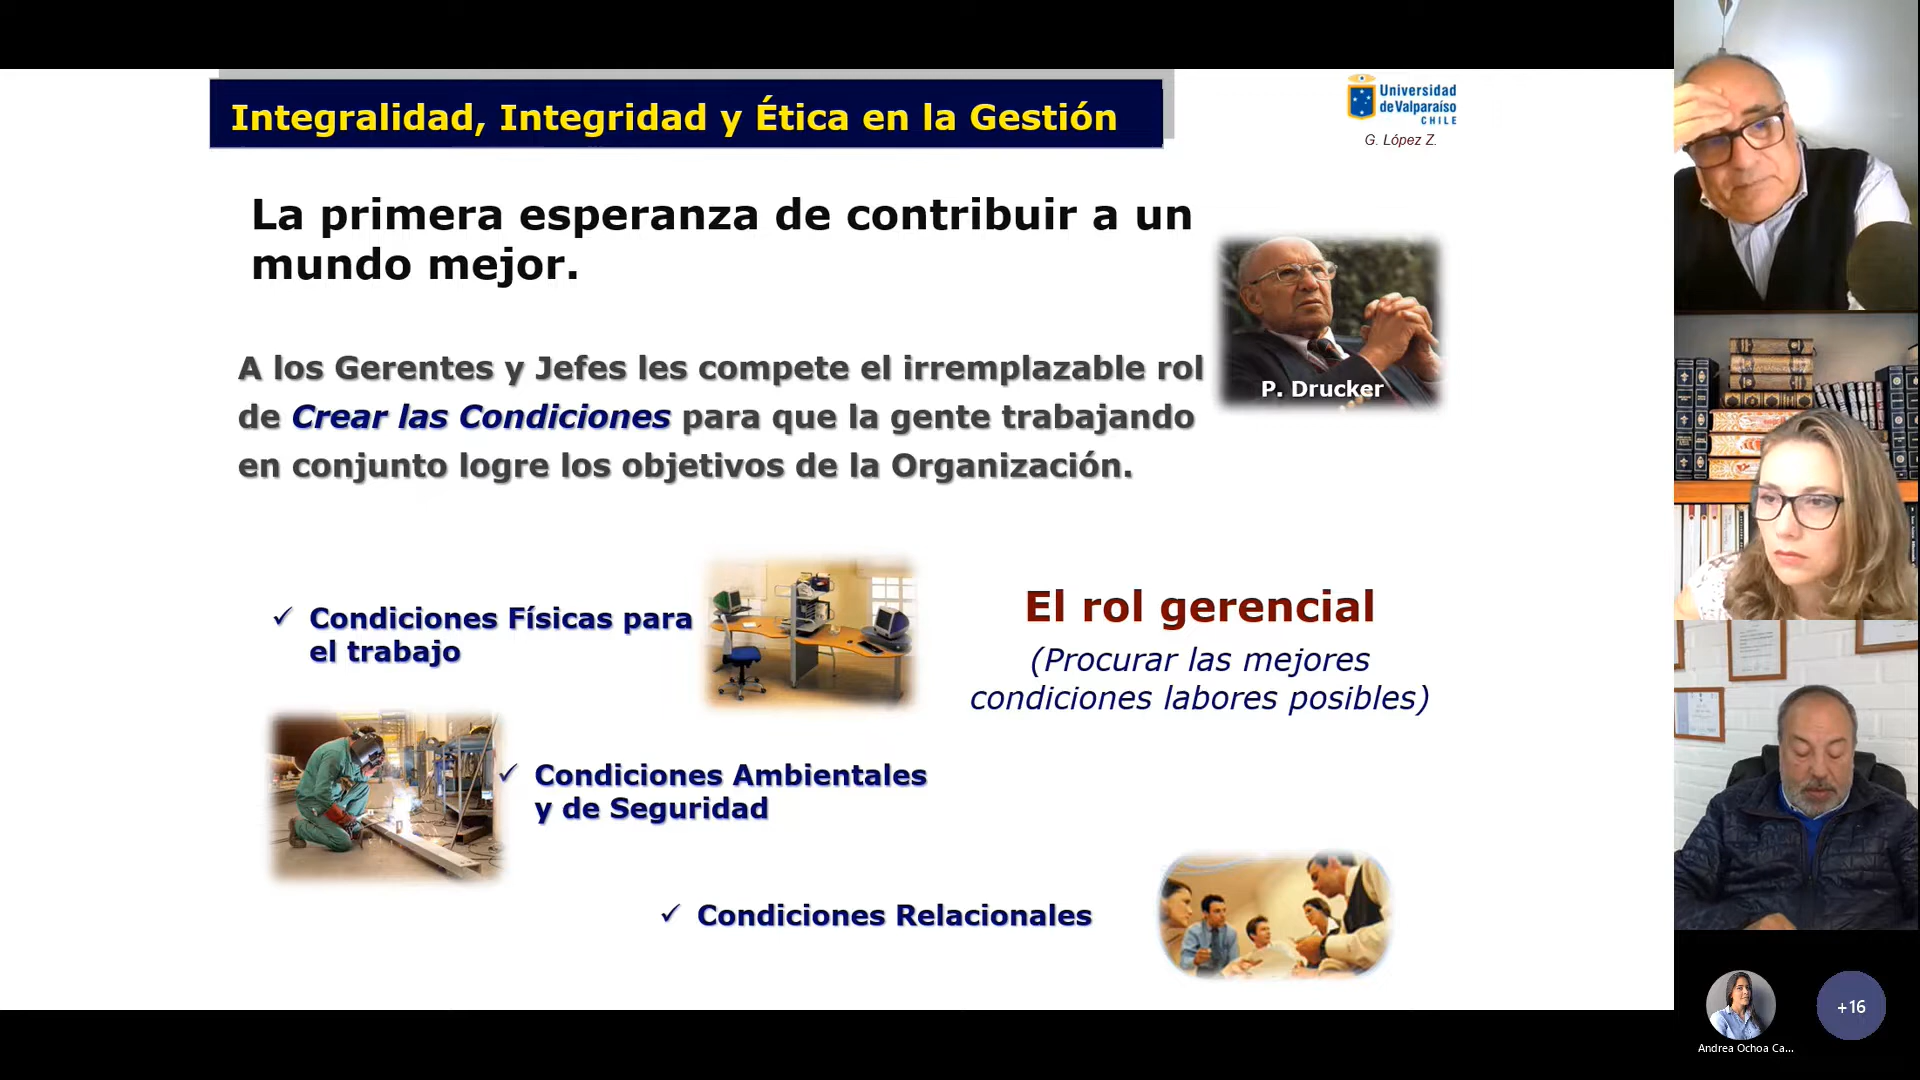 Integralidad, Integridad y Ética en la Gestión
Universidad
de Valparaíso
CHILE
G. López Z.
La primera esperanza de contribuir a un
mundo mejor.
P. Drucker
A los Gerentes y Jefes les compete el irremplazable rol
de Crear las Condiciones para que la gente trabajando
en conjunto logre los objetivos de la Organización.
✓ Condiciones Físicas para
el trabajo
El rol gerencial
(Procurar las mejores
condiciones labores posibles)
✓ Condiciones Ambientales
y de Seguridad
✓ Condiciones Relacionales
+16
Andrea Ochoa Ca...